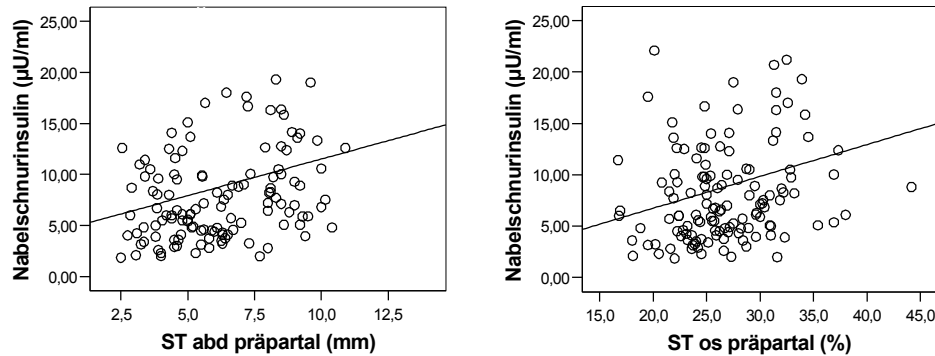 Nabelschnurinsulin (µU/ml)
25,00
20,00
15,00
10,00
5,00
0,00
2,5 5,0 7,5 10,0 12,5
ST abd präpartal (mm)
Nabelschnurinsulin (µU/ml)
25,00
20,00
15,00
10,00
5,00
0,00
15,0 20,0 25,0 30,0 35,0 40,0 45,0
ST os präpartal (%)